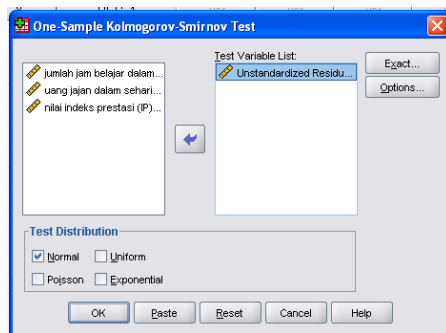 One-Sample Kolmogorov-Smirnov Test
Test Variable List:
jumlah jam belajar dalam...
uang jajan dalam sehari...
nilai indeks prestasi (IP)...
Unstandardized Residu...
Exact...
Options...
Test Distribution
Normal Uniform
Poisson Exponential
OK Paste Reset Cancel Help